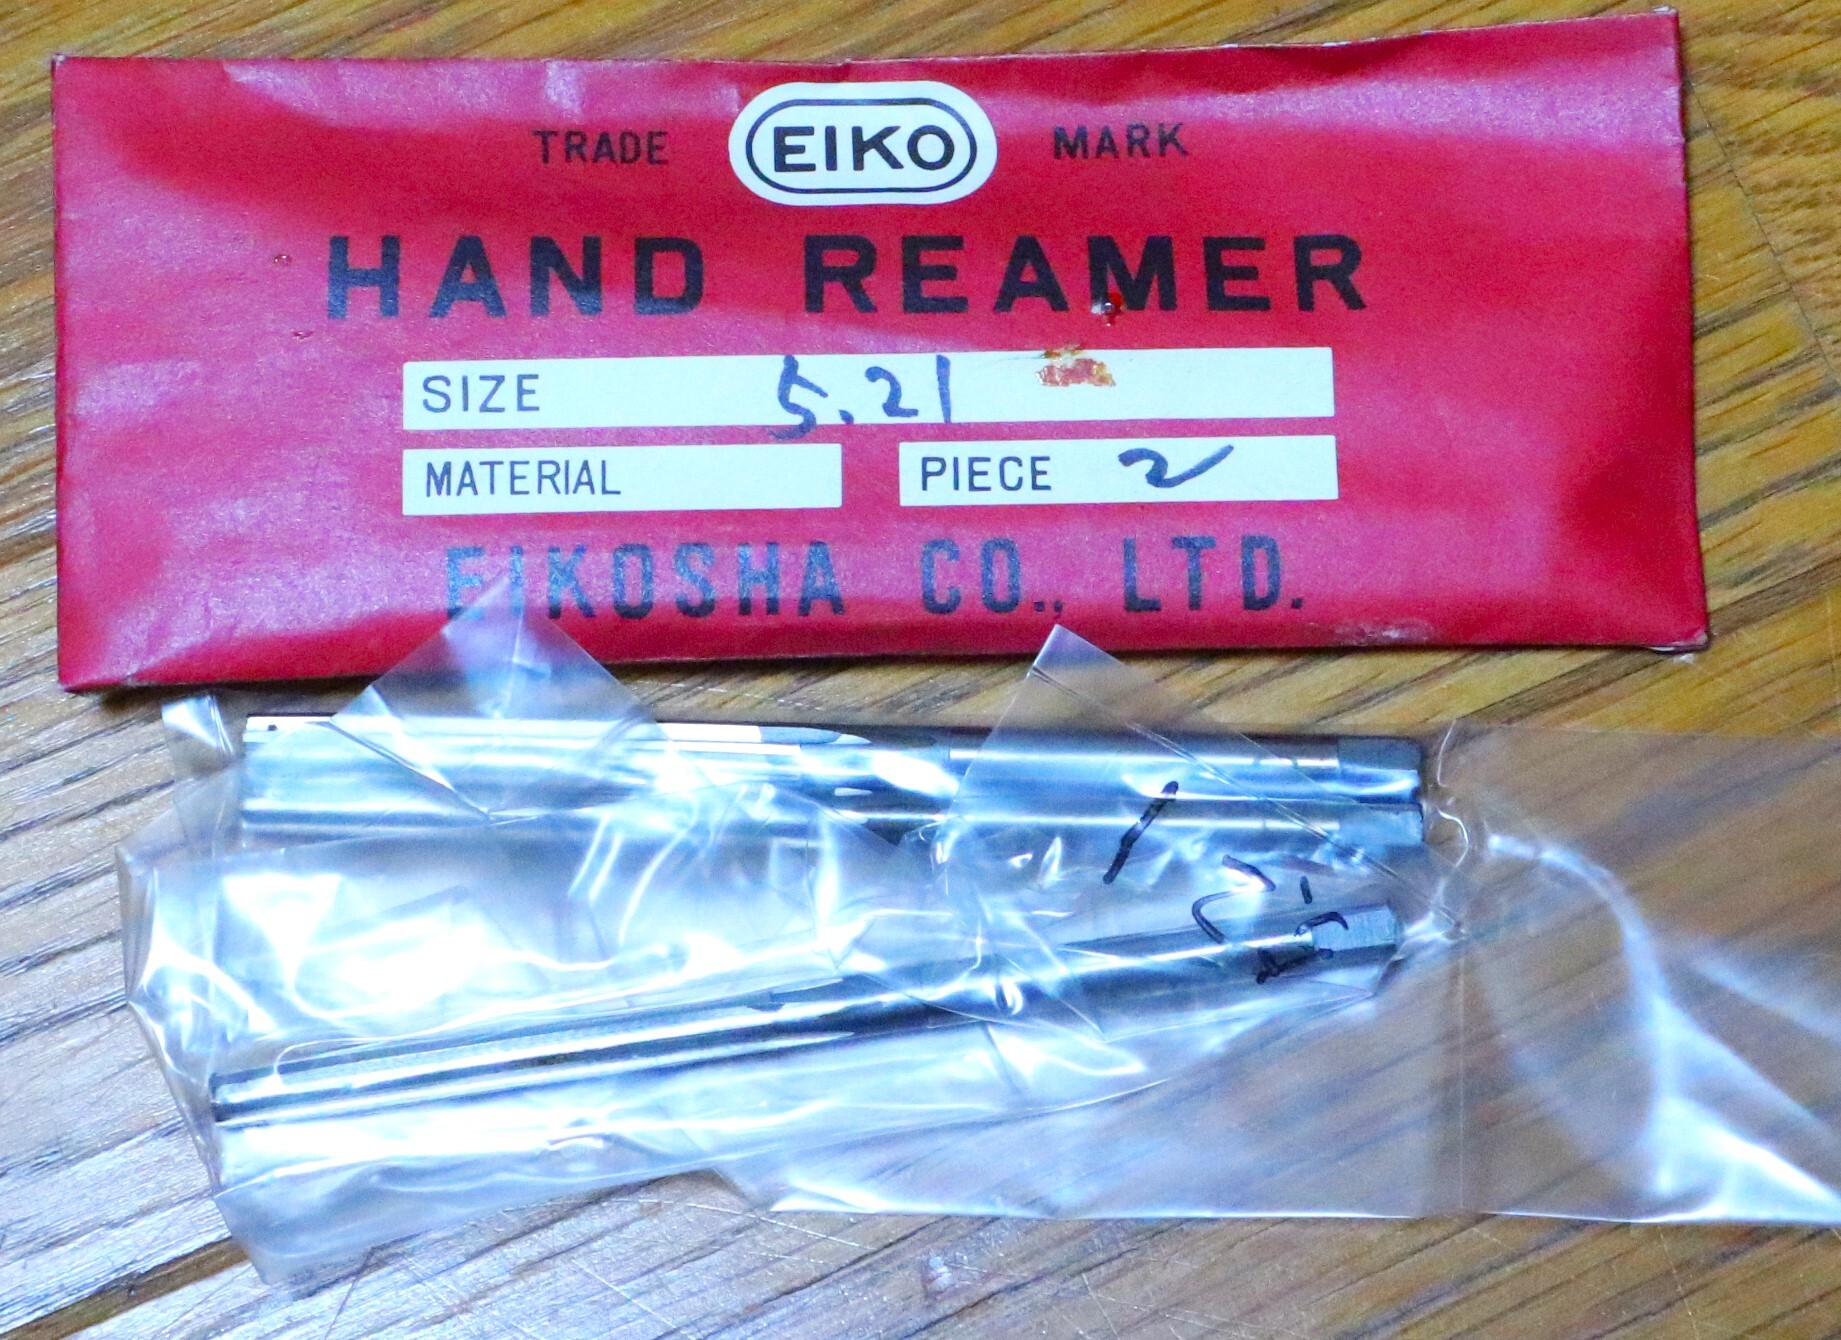 TRADE EIKO MARK
HAND REAMER
SIZE 5.21
MATERIAL
PIECE 2
EIKOSHA CO., LTD.